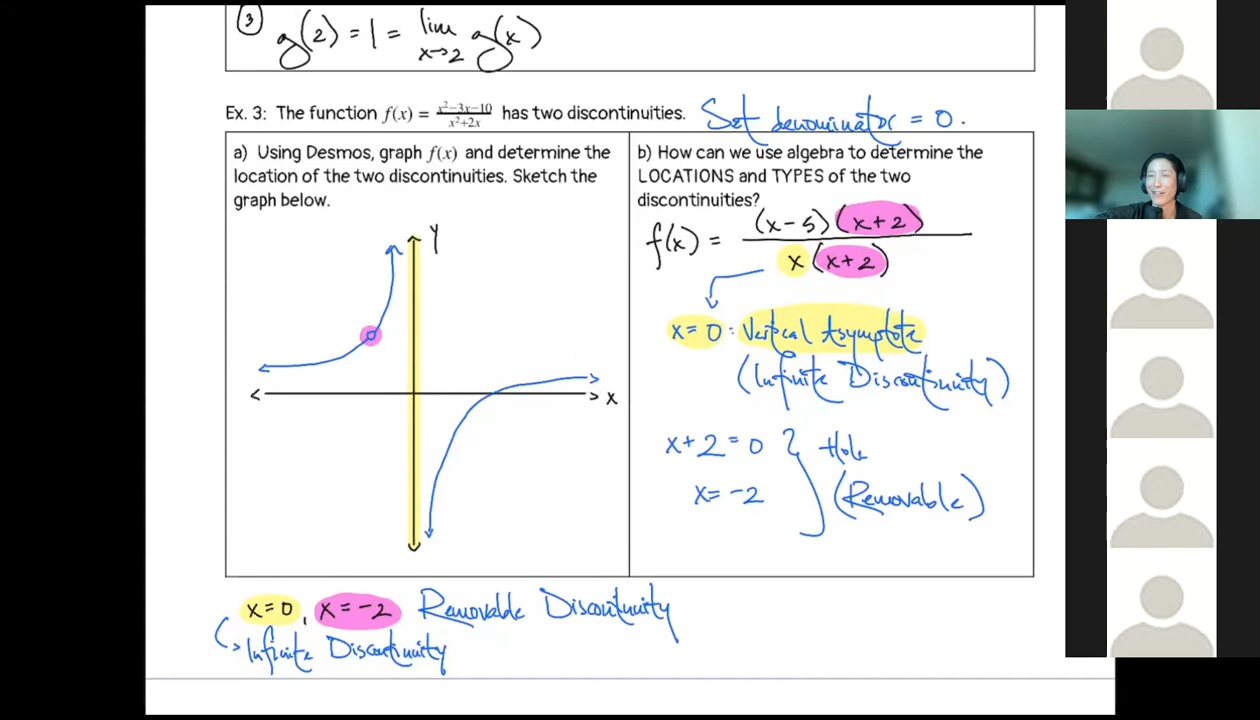 ③ g(2) = 1 = lim x→2 g(x)
Ex. 3: The function f(x) = (x²−3x−10)/(x²+2x) has two discontinuities. Set denominator = 0.
a) Using Desmos, graph f(x) and determine the
location of the two discontinuities. Sketch the
graph below.
Y
X
b) How can we use algebra to determine the
LOCATIONS and TYPES of the two
discontinuities?
f(x) = (x-5)(x+2)
x(x+2)
x=0: Vertical Asymptote
(Infinite Discontinuity)
x+2=0 } Hole
x=-2 (Removable)
x=0, x=-2 Removable Discontinuity
↳ Infinite Discontinuity